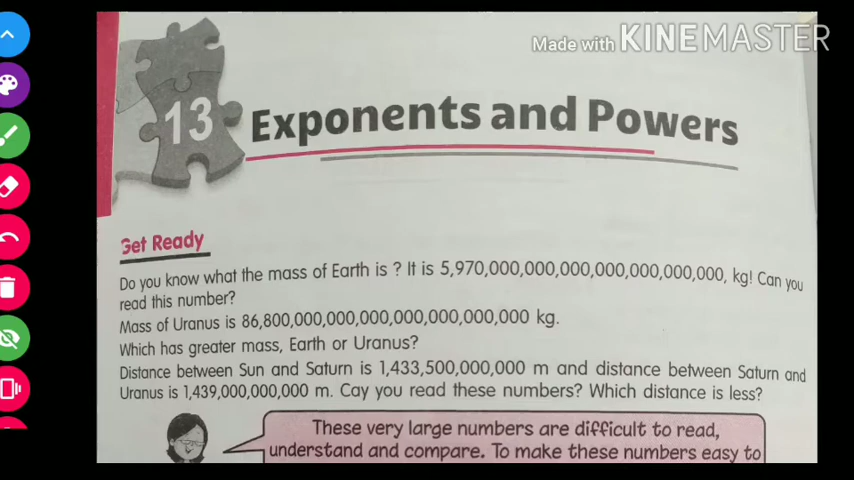 Made with KINEMASTER
13
Exponents and Powers
Get Ready
Do you know what the mass of Earth is ? It is 5,970,000,000,000,000,000,000,000, kg! Can you
read this number?
Mass of Uranus is 86,800,000,000,000,000,000,000,000 kg.
Which has greater mass, Earth or Uranus?
Distance between Sun and Saturn is 1,433,500,000,000 m and distance between Saturn and
Uranus is 1,439,000,000,000 m. Cay you read these numbers? Which distance is less?
These very large numbers are difficult to read,
understand and compare. To make these numbers easy to